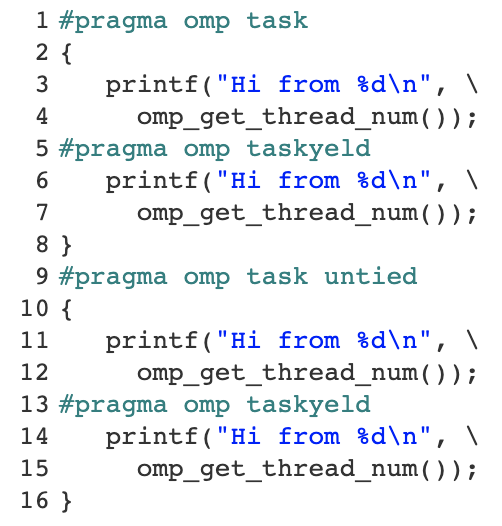 1 #pragma omp task
2 {
3 printf("Hi from %d\n", \
4 omp_get_thread_num());
5 #pragma omp taskyeld
6 printf("Hi from %d\n", \
7 omp_get_thread_num());
8 }
9 #pragma omp task untied
10 {
11 printf("Hi from %d\n", \
12 omp_get_thread_num());
13 #pragma omp taskyeld
14 printf("Hi from %d\n", \
15 omp_get_thread_num());
16 }